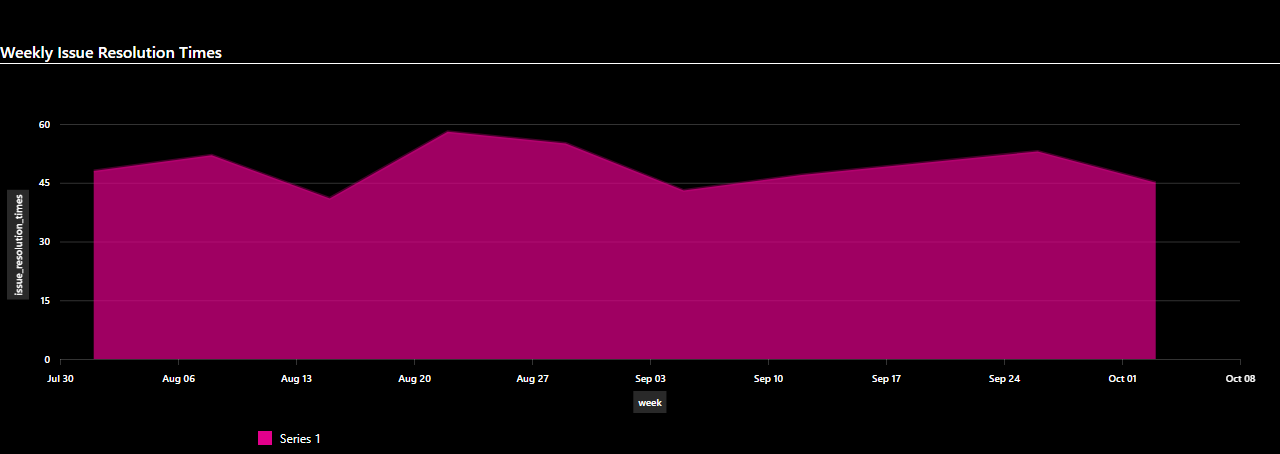 Weekly Issue Resolution Times
60
45
30
15
0
issue_resolution_times
Jul 30 Aug 06 Aug 13 Aug 20 Aug 27 Sep 03 Sep 10 Sep 17 Sep 24 Oct 01 Oct 08
week
Series 1